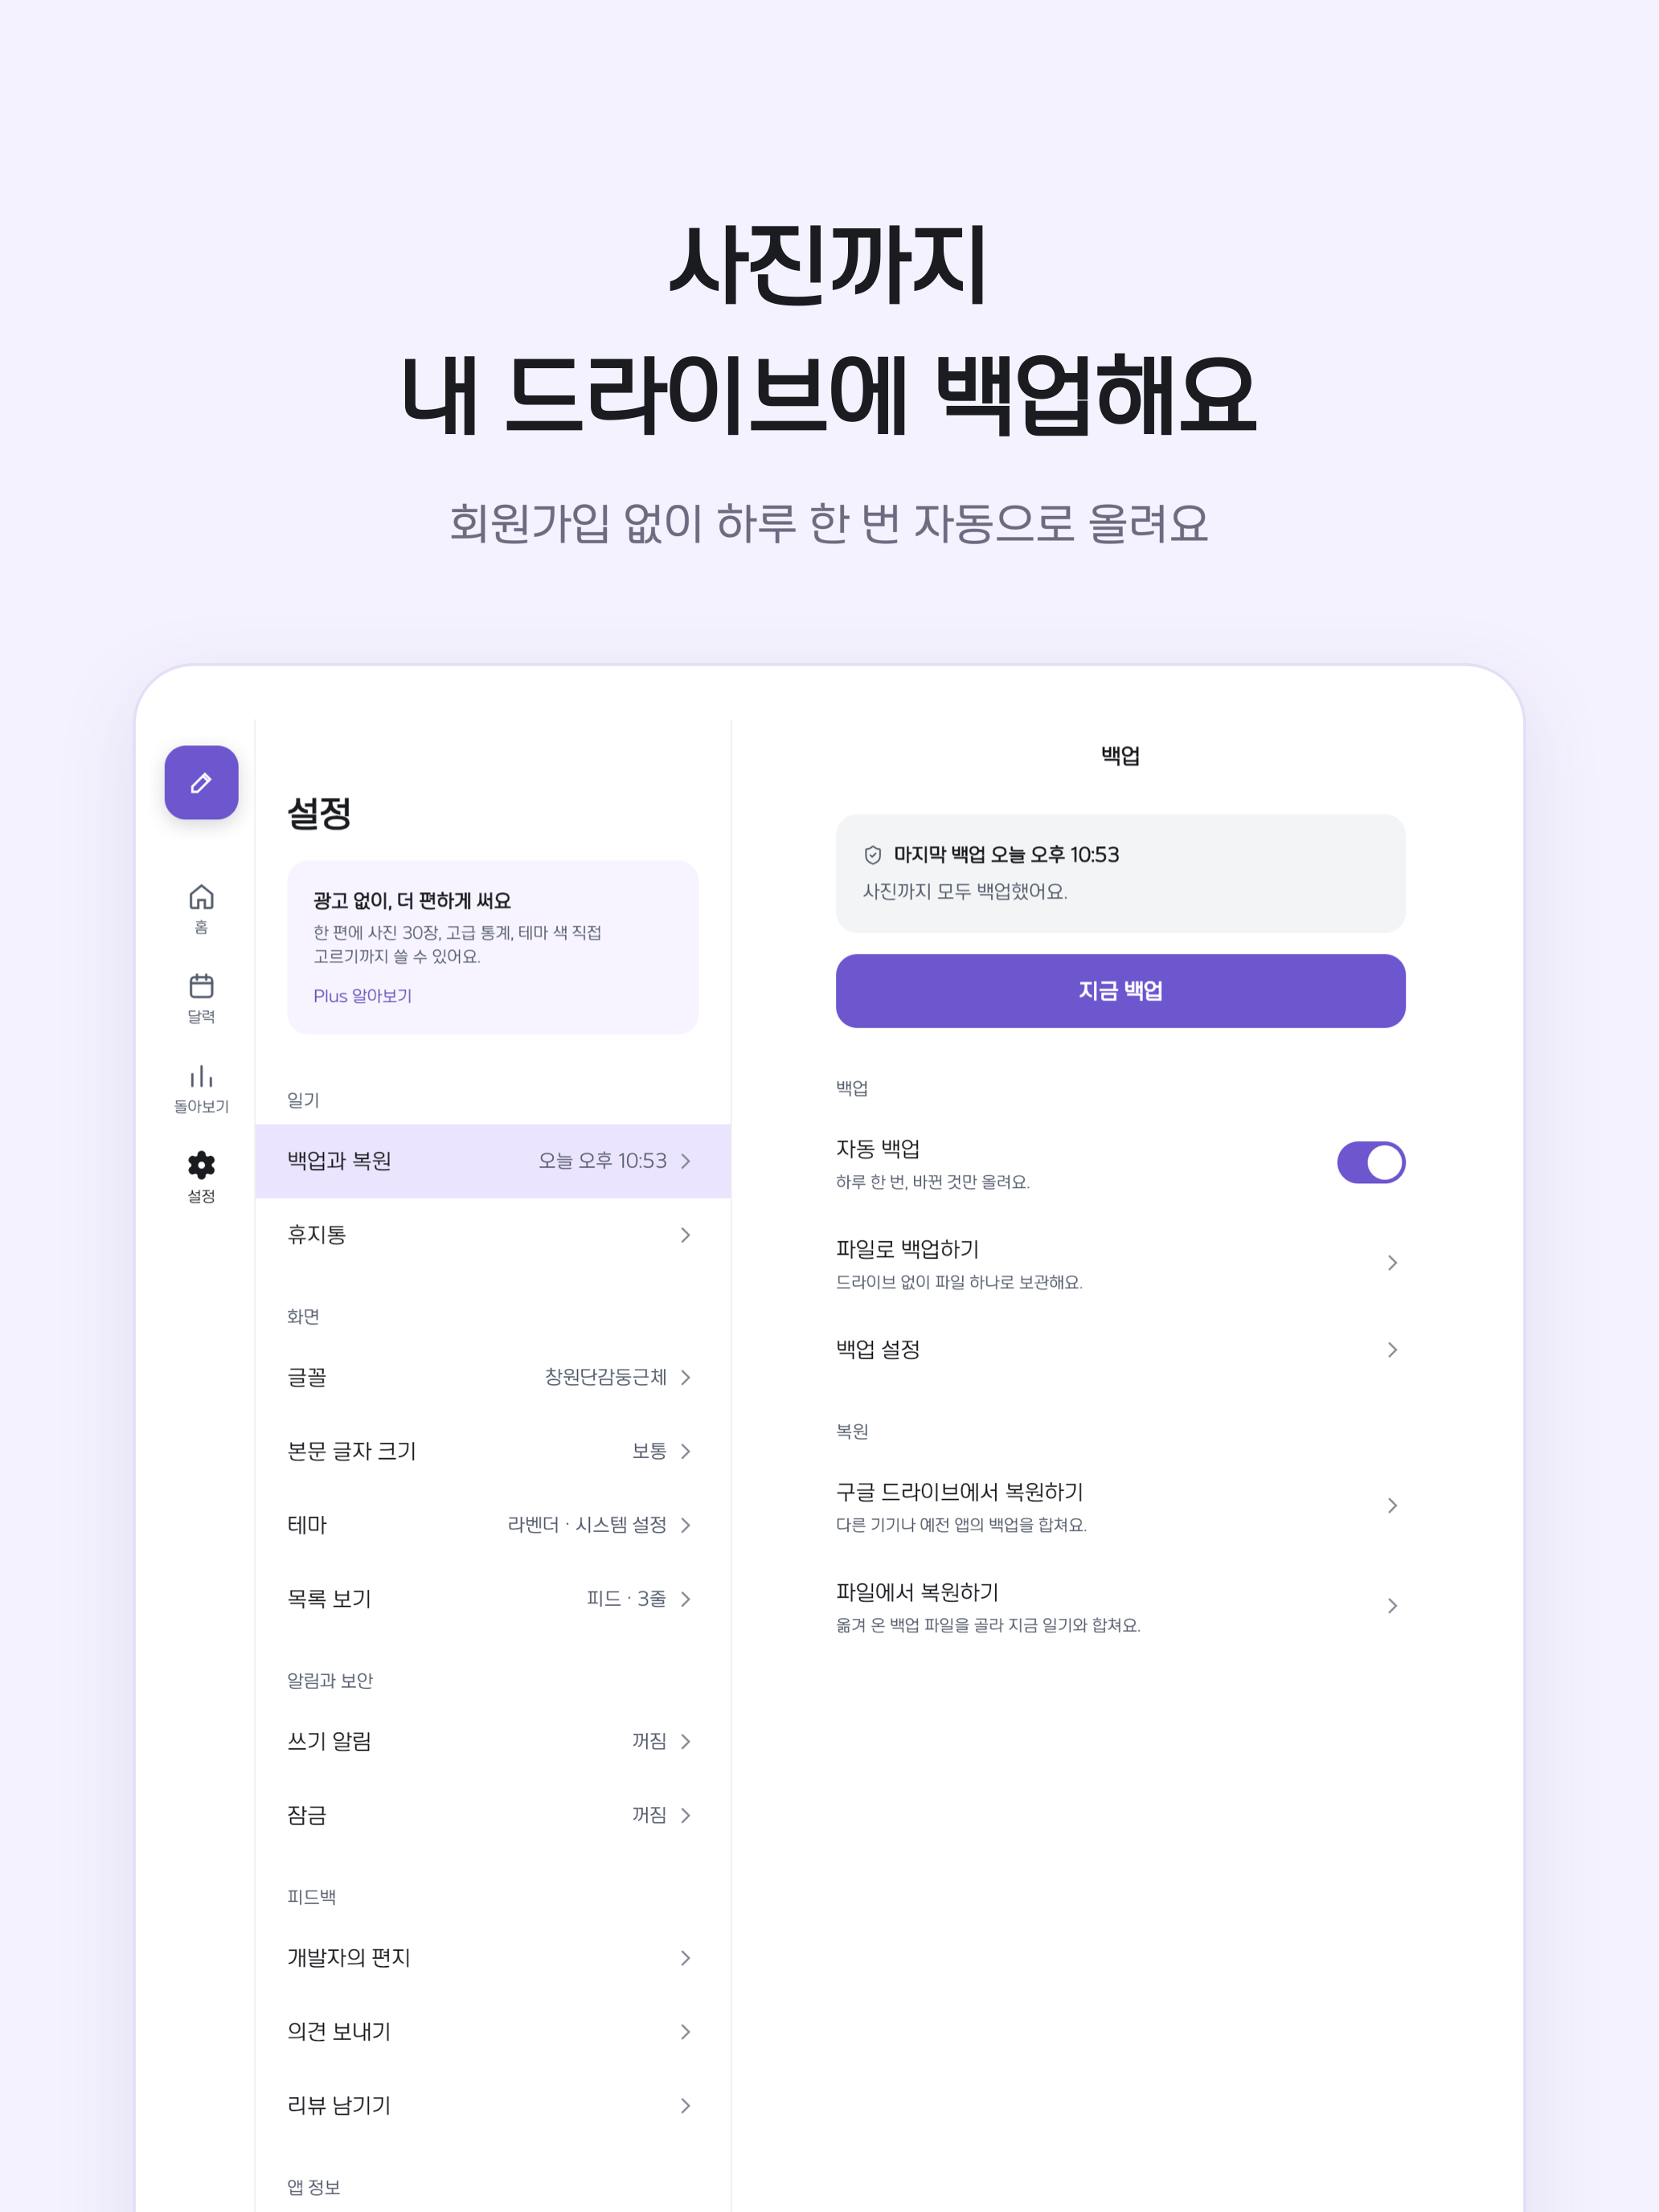 사진까지
내 드라이브에 백업해요
회원가입 없이 하루 한 번 자동으로 올려요
홈
달력
돌아보기
설정
설정
광고 없이, 더 편하게 써요
한 편에 사진 30장, 고급 통계, 테마 색 직접
고르기까지 쓸 수 있어요.
Plus 알아보기
일기
백업과 복원 오늘 오후 10:53
휴지통
화면
글꼴 창원단감둥근체
본문 글자 크기 보통
테마 라벤더 · 시스템 설정
목록 보기 피드 · 3줄
알림과 보안
쓰기 알림 꺼짐
잠금 꺼짐
피드백
개발자의 편지
의견 보내기
리뷰 남기기
앱 정보
백업
마지막 백업 오늘 오후 10:53
사진까지 모두 백업했어요.
지금 백업
백업
자동 백업
하루 한 번, 바뀐 것만 올려요.
파일로 백업하기
드라이브 없이 파일 하나로 보관해요.
백업 설정
복원
구글 드라이브에서 복원하기
다른 기기나 예전 앱의 백업을 합쳐요.
파일에서 복원하기
옮겨 온 백업 파일을 골라 지금 일기와 합쳐요.